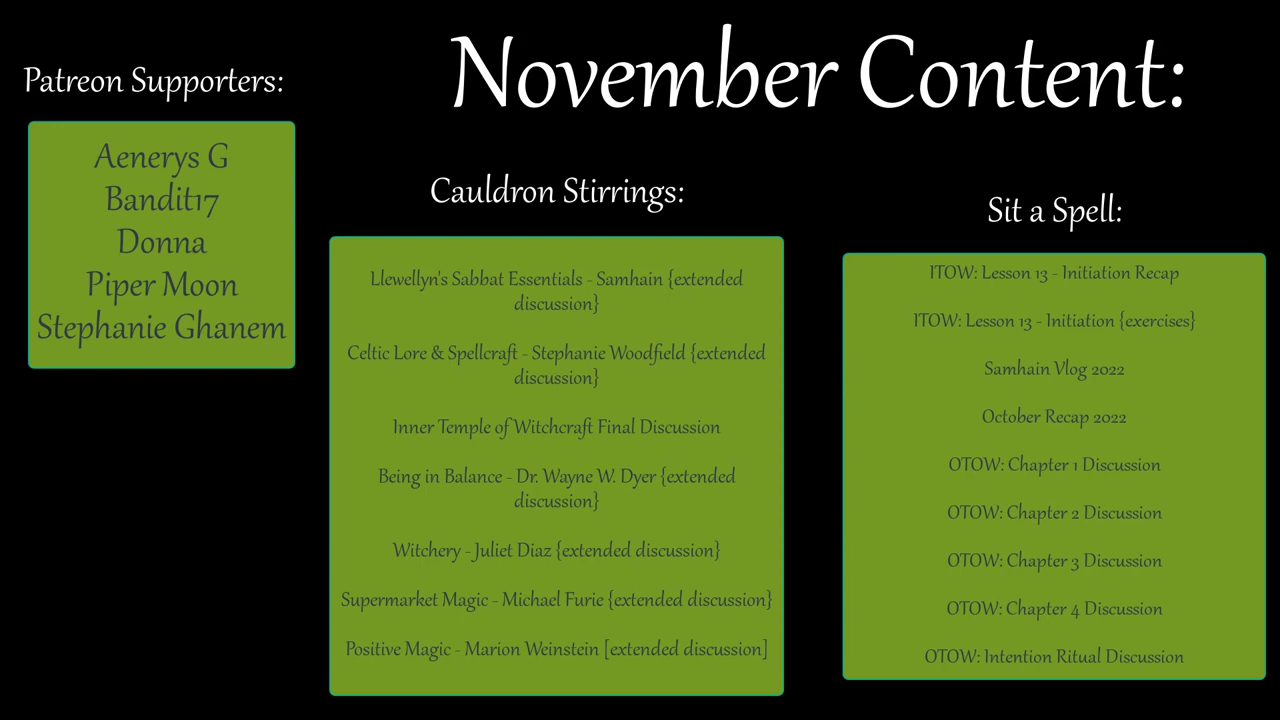 Patreon Supporters:
Aenerys G
Bandit17
Donna
Piper Moon
Stephanie Ghanem
November Content:
Cauldron Stirrings:
Llewellyn's Sabbat Essentials - Samhain {extended
discussion}
Celtic Lore & Spellcraft - Stephanie Woodfield {extended
discussion}
Inner Temple of Witchcraft Final Discussion
Being in Balance - Dr. Wayne W. Dyer {extended
discussion}
Witchery - Juliet Diaz {extended discussion}
Supermarket Magic - Michael Furie {extended discussion}
Positive Magic - Marion Weinstein [extended discussion]
Sit a Spell:
ITOW: Lesson 13 - Initiation Recap
ITOW: Lesson 13 - Initiation {exercises}
Samhain Vlog 2022
October Recap 2022
OTOW: Chapter 1 Discussion
OTOW: Chapter 2 Discussion
OTOW: Chapter 3 Discussion
OTOW: Chapter 4 Discussion
OTOW: Intention Ritual Discussion